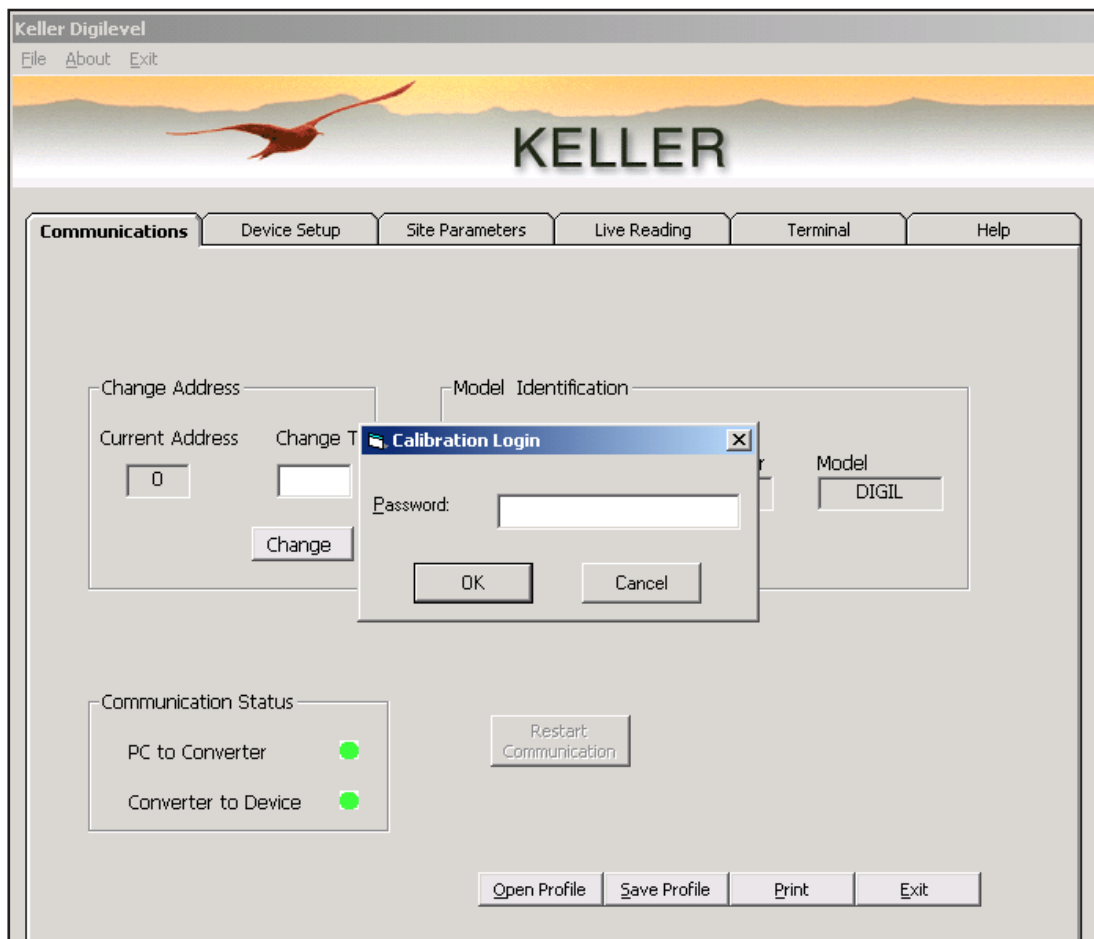 Keller Digilevel
File About Exit
KELLER
Communications Device Setup Site Parameters Live Reading Terminal Help
Change Address Model Identification
Current Address Change T
0
Change
Calibration Login
Password:
OK Cancel
r Model
DIGIL
Communication Status
PC to Converter
Converter to Device
Restart
Communication
Open Profile Save Profile Print Exit